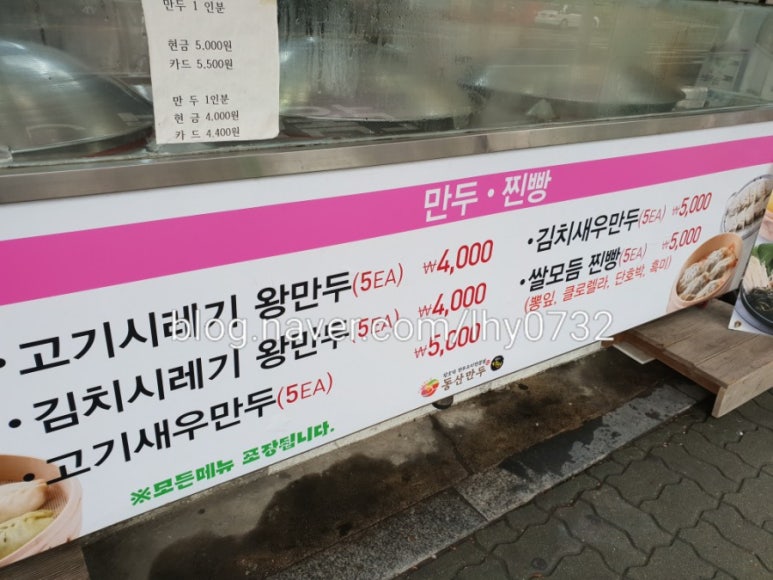 만두 1 인분
현금 5,000원
카드 5,500원
만 두 1인분
현금 4,000원
카드 4,400원
만두 · 찐빵
• 고기시레기 왕만두(5EA) ₩4,000
• 김치시레기 왕만두(5EA) ₩4,000
• 고기새우만두(5EA) ₩5,000
※모든메뉴 포장됩니다.
• 김치새우만두(5EA) ₩5,000
• 쌀모듬 찐빵(5EA) ₩5,000
(뽕잎, 클로렐라, 단호박, 흑미)
동산만두
blog.naver.com/lhy0732